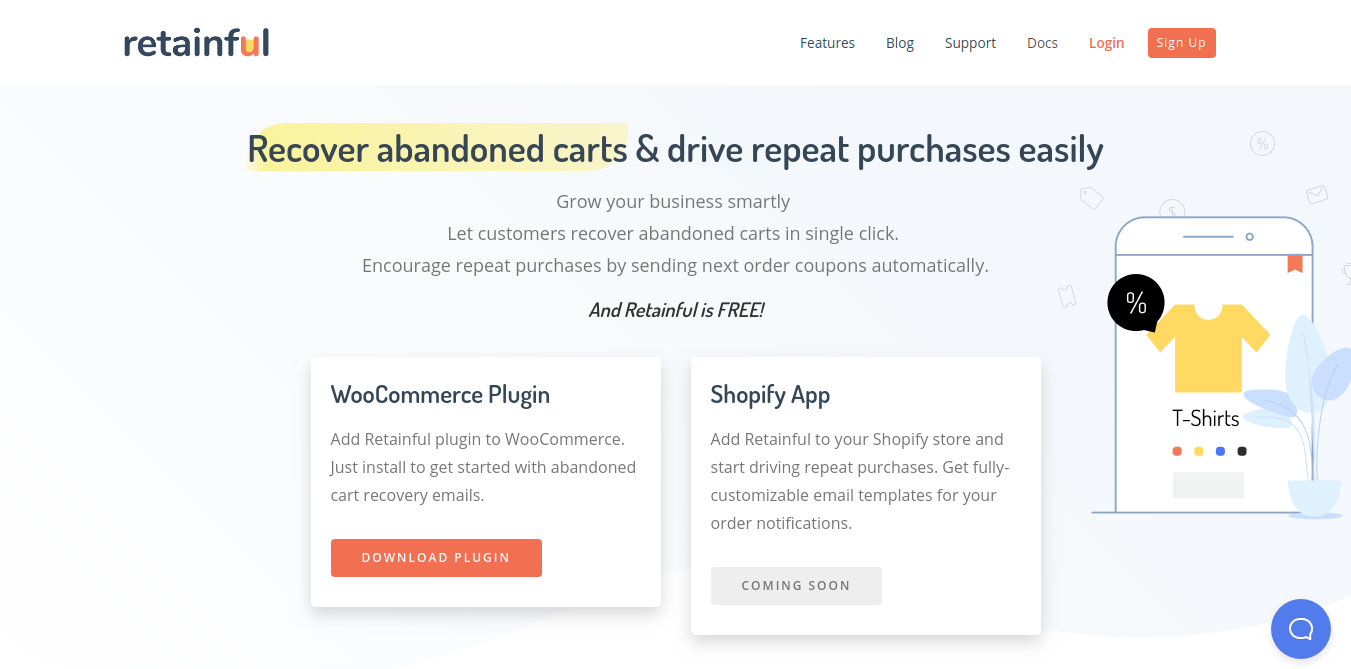 retainful
Features Blog Support Docs Login Sign Up
Recover abandoned carts & drive repeat purchases easily
Grow your business smartly
Let customers recover abandoned carts in single click.
Encourage repeat purchases by sending next order coupons automatically.
And Retainful is FREE!
WooCommerce Plugin
Add Retainful plugin to WooCommerce.
Just install to get started with abandoned
cart recovery emails.
DOWNLOAD PLUGIN
Shopify App
Add Retainful to your Shopify store and
start driving repeat purchases. Get fully-
customizable email templates for your
order notifications.
COMING SOON
%
$
%
T-Shirts